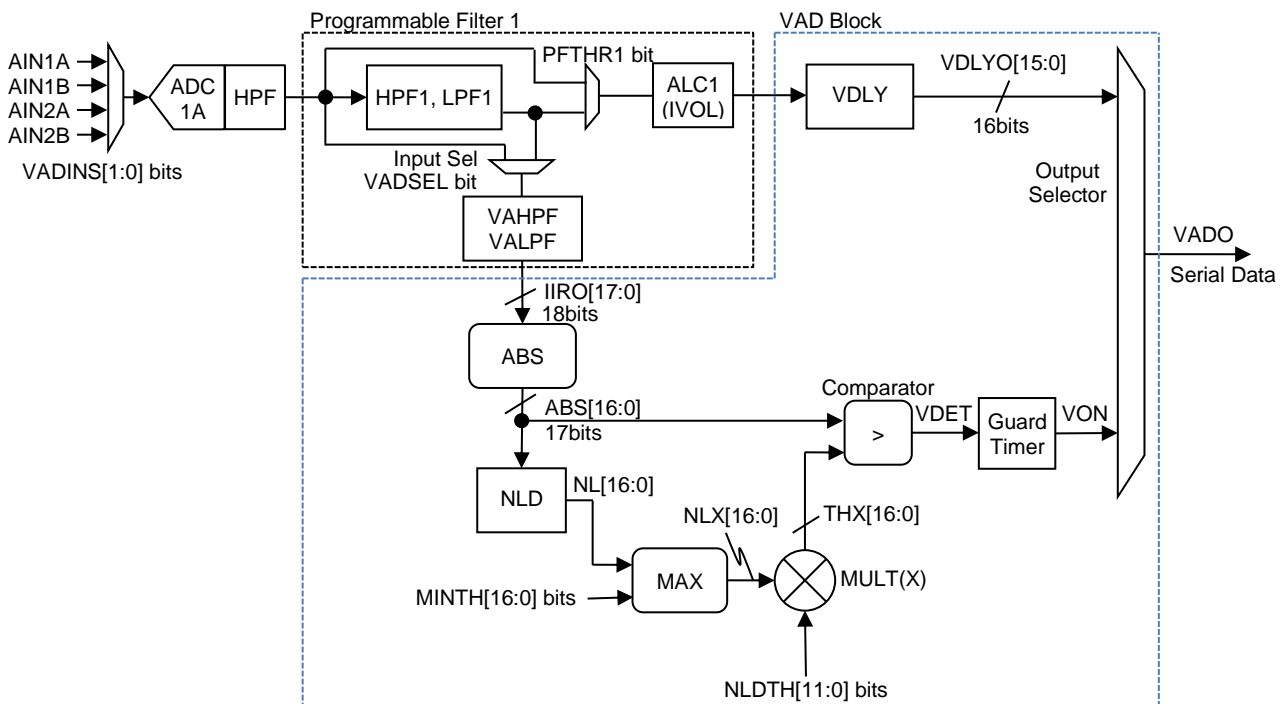 Programmable Filter 1
VAD Block
AIN1A
AIN1B
AIN2A
AIN2B
VADINS[1:0] bits
ADC
1A
HPF
HPF1, LPF1
PFTHR1 bit
ALC1
(IVOL)
Input Sel
VADSEL bit
VAHPF
VALPF
VDLY
VDLYO[15:0]
16bits
Output
Selector
VADO
Serial Data
IIRO[17:0]
18bits
ABS
ABS[16:0]
17bits
Comparator
>
VDET
Guard
Timer
VON
NLD
NL[16:0]
NLX[16:0]
THX[16:0]
MAX
MULT(X)
MINTH[16:0] bits
NLDTH[11:0] bits